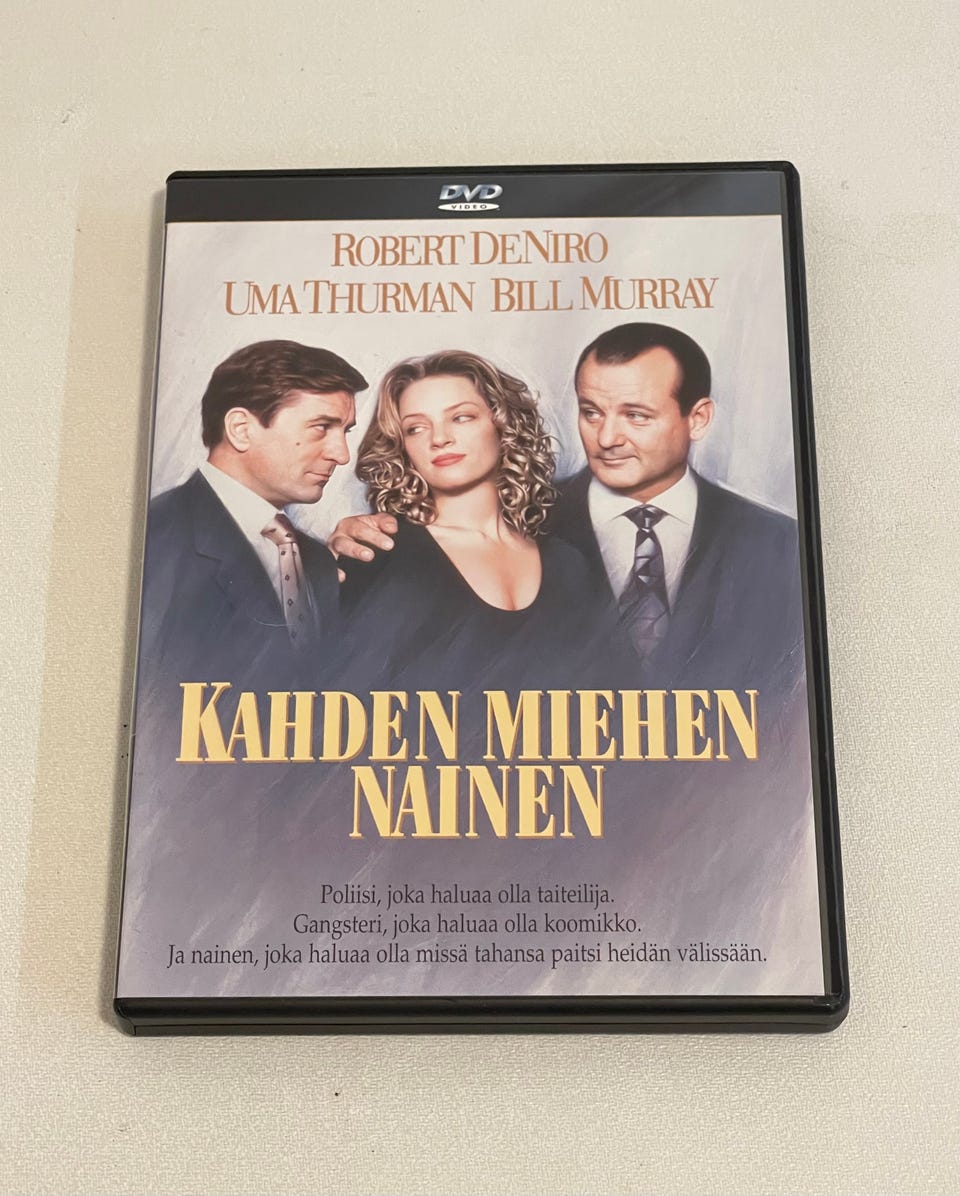 DVD
VIDEO
ROBERT DENIRO
UMA THURMAN BILL MURRAY
KAHDEN MIEHEN
NAINEN
Poliisi, joka haluaa olla taiteilija.
Gangsteri, joka haluaa olla koomikko.
Ja nainen, joka haluaa olla missä tahansa paitsi heidän välissään.